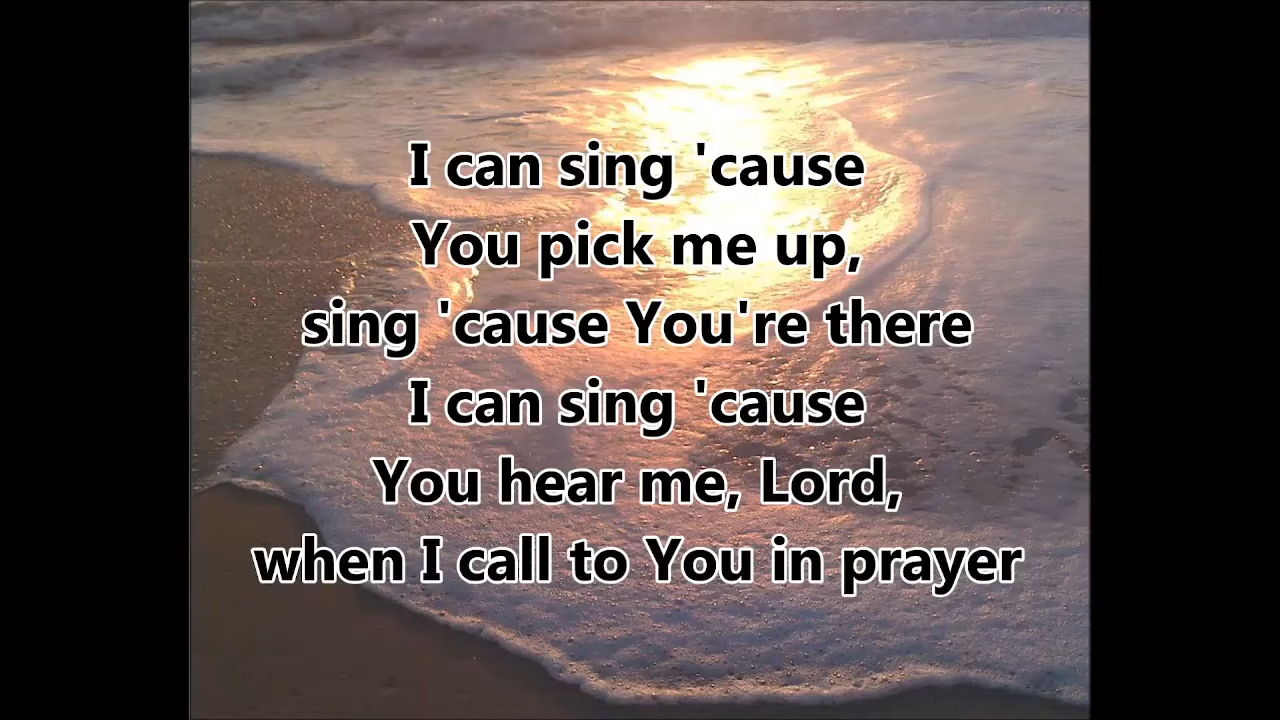 I can sing 'cause
You pick me up,
sing 'cause You're there
I can sing 'cause
You hear me, Lord,
when I call to You in prayer